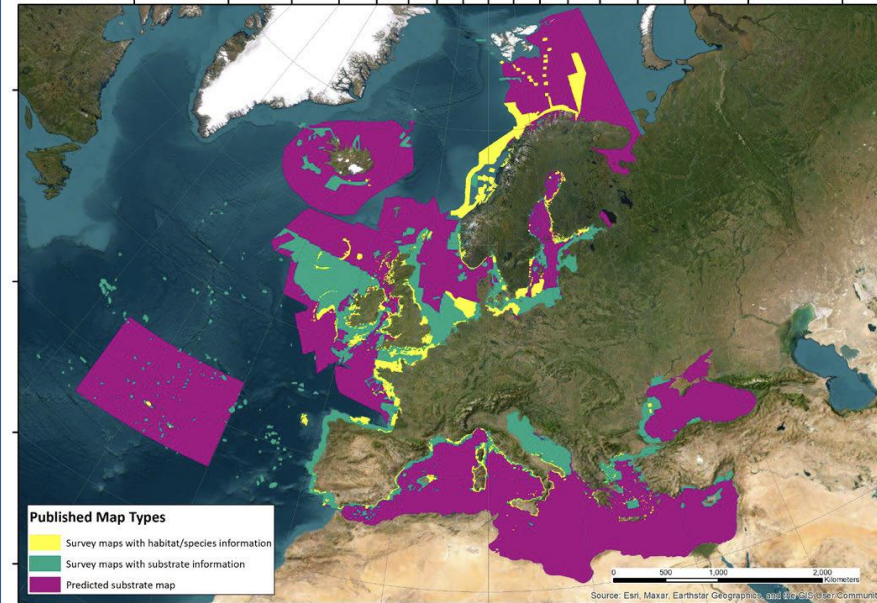 Published Map Types
Survey maps with habitat/species information
Survey maps with substrate information
Predicted substrate map
0 500 1,000 2,000
Kilometers
Source: Esri, Maxar, Earthstar Geographics, and the GIS User Communit